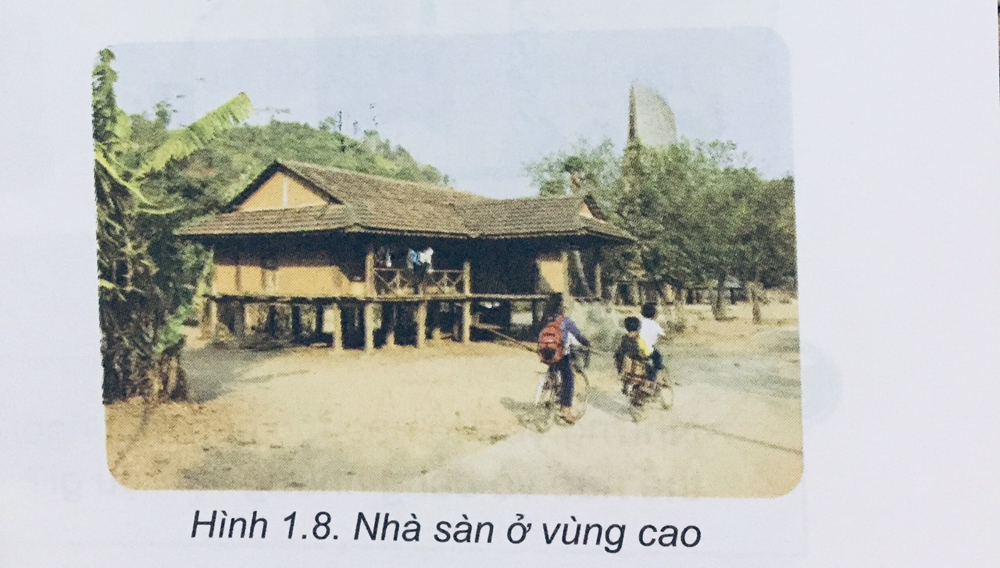 Hình 1.8. Nhà sàn ở vùng cao